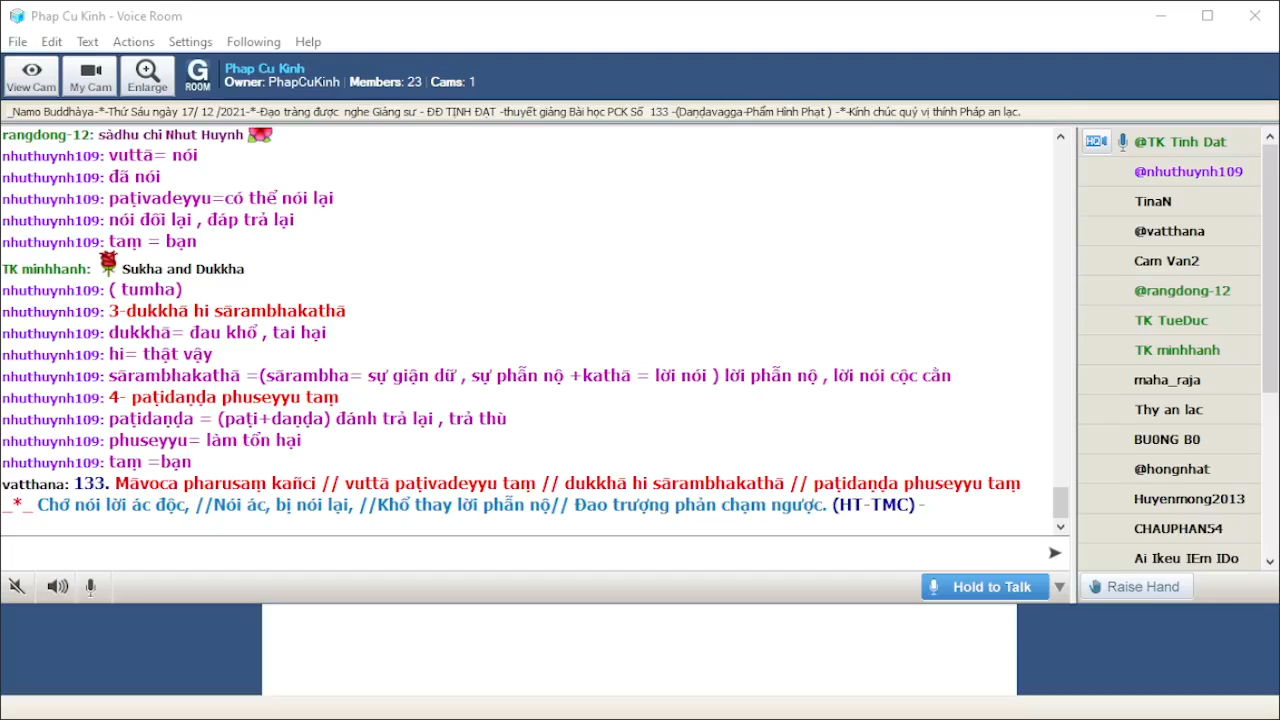 Phap Cu Kinh - Voice Room
File Edit Text Actions Settings Following Help
View Cam My Cam Enlarge G ROOM
Phap Cu Kinh
Owner: PhapCuKinh Members: 23 Cams: 1
_Namo Buddhàya-*-Thứ Sáu ngày 17/ 12 /2021-*-Đạo tràng được nghe Giảng sư - ĐĐ TỊNH ĐẠT -thuyết giảng Bài học PCK Số 133 -(Daṇḍavagga-Phẩm Hình Phạt ) -*-Kính chúc quý vị thính Pháp an lạc.
rangdong-12: sàdhu chi Nhut Huynh
nhuthuynh109: vuttā= nói
nhuthuynh109: đã nói
nhuthuynh109: paṭivadeyyu=có thể nói lại
nhuthuynh109: nói đối lại , đáp trả lại
nhuthuynh109: taṃ = bạn
TK minhhanh: Sukha and Dukkha
nhuthuynh109: ( tumha)
nhuthuynh109: 3-dukkhā hi sārambhakathā
nhuthuynh109: dukkhā= đau khổ , tai hại
nhuthuynh109: hi= thật vậy
nhuthuynh109: sārambhakathā =(sārambha= sự giận dữ , sự phẫn nộ +kathā = lời nói ) lời phẫn nộ , lời nói cộc cằn
nhuthuynh109: 4- paṭidaṇḍa phuseyyu taṃ
nhuthuynh109: paṭidaṇḍa = (paṭi+daṇḍa) đánh trả lại , trả thù
nhuthuynh109: phuseyyu= làm tổn hại
nhuthuynh109: taṃ =bạn
vatthana: 133. Māvoca pharusaṃ kañci // vuttā paṭivadeyyu taṃ // dukkhā hi sārambhakathā // paṭidaṇḍa phuseyyu taṃ
_*_ Chớ nói lời ác độc, //Nói ác, bị nói lại, //Khổ thay lời phẫn nộ// Đao trượng phản chạm ngược. (HT-TMC) -
@TK Tinh Dat
@nhuthuynh109
TinaN
@vatthana
Cam Van2
@rangdong-12
TK TueDuc
TK minhhanh
maha_raja
Thy an lac
BU0NG B0
@hongnhat
Huyenmong2013
CHAUPHAN54
Ai Ikeu IEm IDo
Hold to Talk
Raise Hand